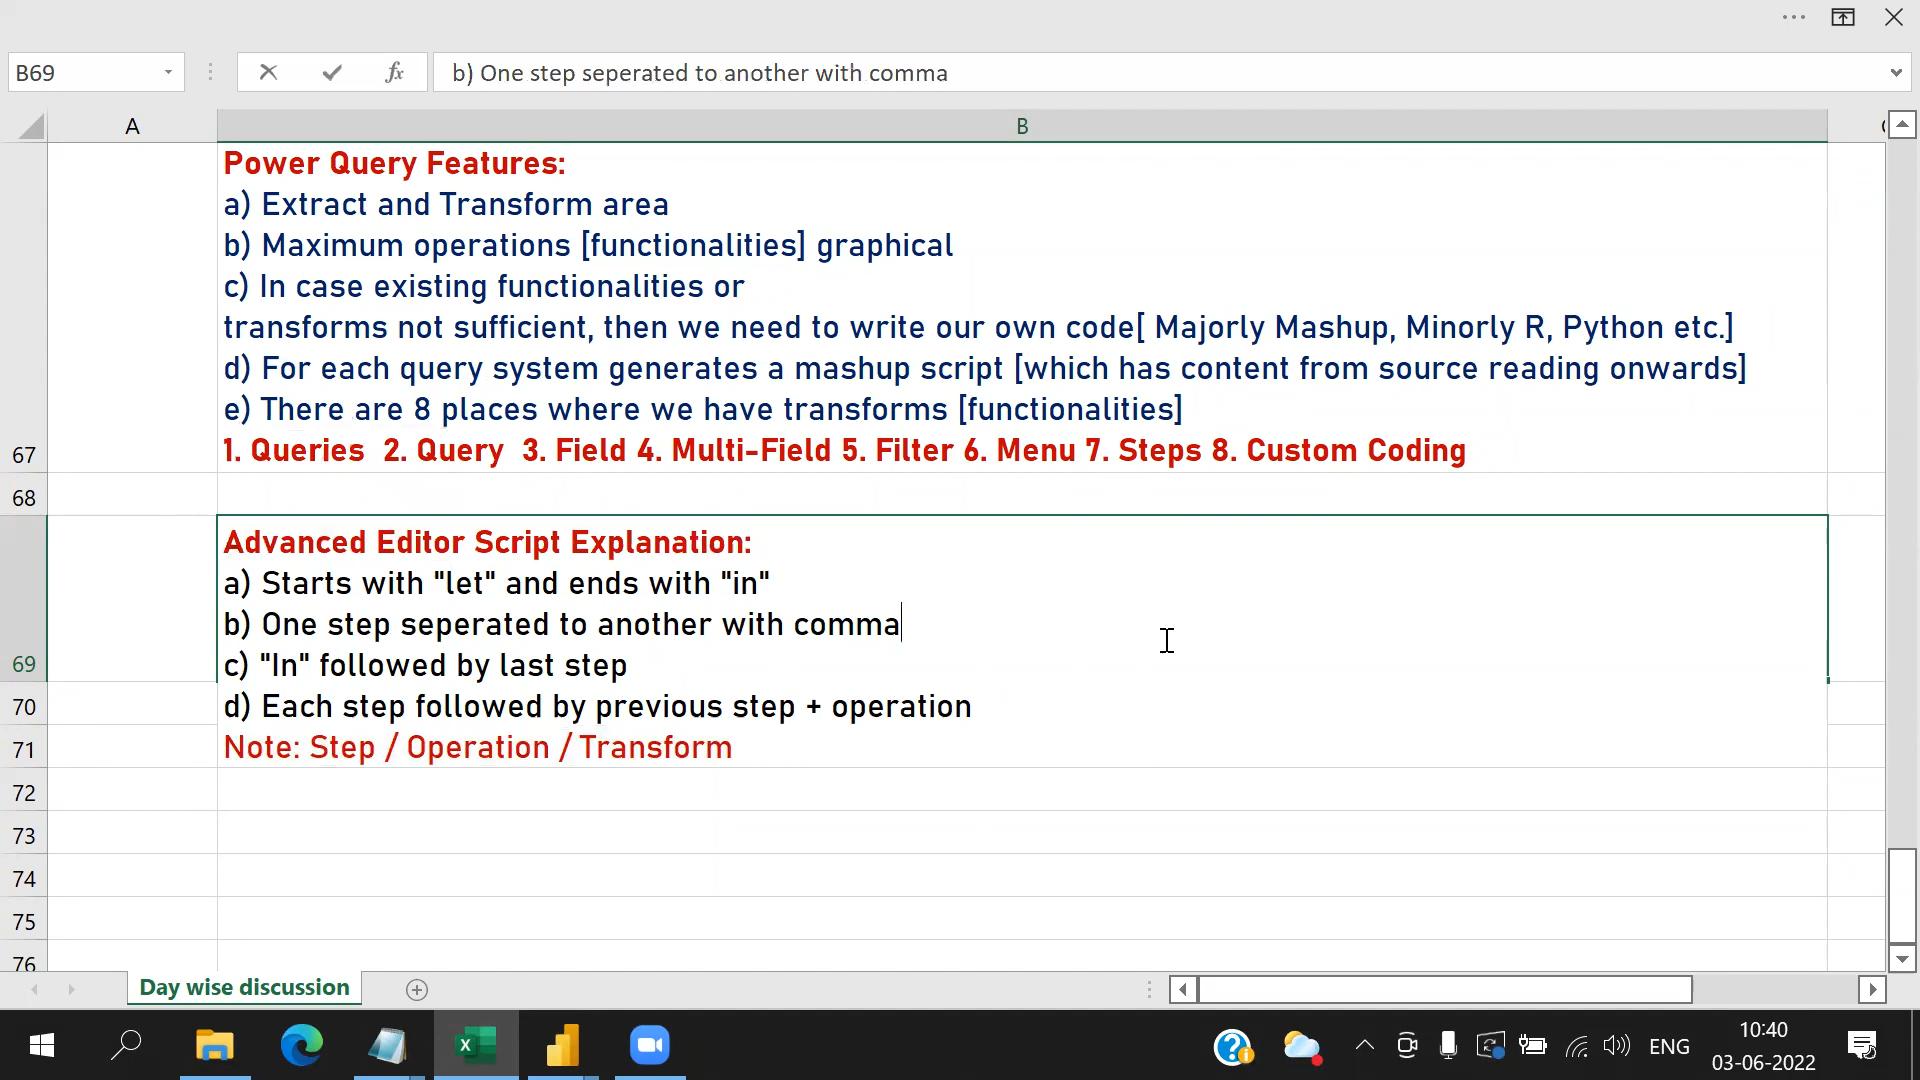 B69
fx
b) One step seperated to another with comma
A
B
Power Query Features:
a) Extract and Transform area
b) Maximum operations [functionalities] graphical
c) In case existing functionalities or
transforms not sufficient, then we need to write our own code[ Majorly Mashup, Minorly R, Python etc.]
d) For each query system generates a mashup script [which has content from source reading onwards]
e) There are 8 places where we have transforms [functionalities]
67
1. Queries 2. Query 3. Field 4. Multi-Field 5. Filter 6. Menu 7. Steps 8. Custom Coding
68
Advanced Editor Script Explanation:
a) Starts with "let" and ends with "in"
b) One step seperated to another with comma
69
c) "In" followed by last step
70
d) Each step followed by previous step + operation
71
Note: Step / Operation / Transform
72
73
74
75
76
Day wise discussion
ENG
10:40
03-06-2022